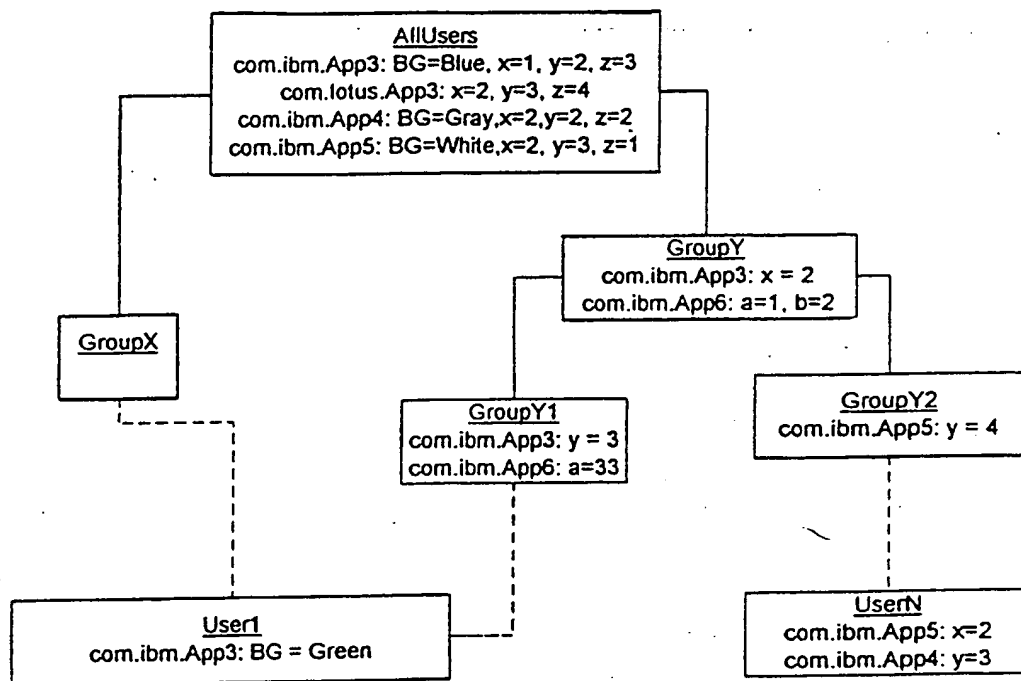 AllUsers
com.ibm.App3: BG=Blue, x=1, y=2, z=3
com.lotus.App3: x=2, y=3, z=4
com.ibm.App4: BG=Gray,x=2,y=2, z=2
com.ibm.App5: BG=White,x=2, y=3, z=1
GroupY
com.ibm.App3: x = 2
com.ibm.App6: a=1, b=2
GroupX
GroupY1
com.ibm.App3: y = 3
com.ibm.App6: a=33
GroupY2
com.ibm.App5: y = 4
User1
com.ibm.App3: BG = Green
UserN
com.ibm.App5: x=2
com.ibm.App4: y=3